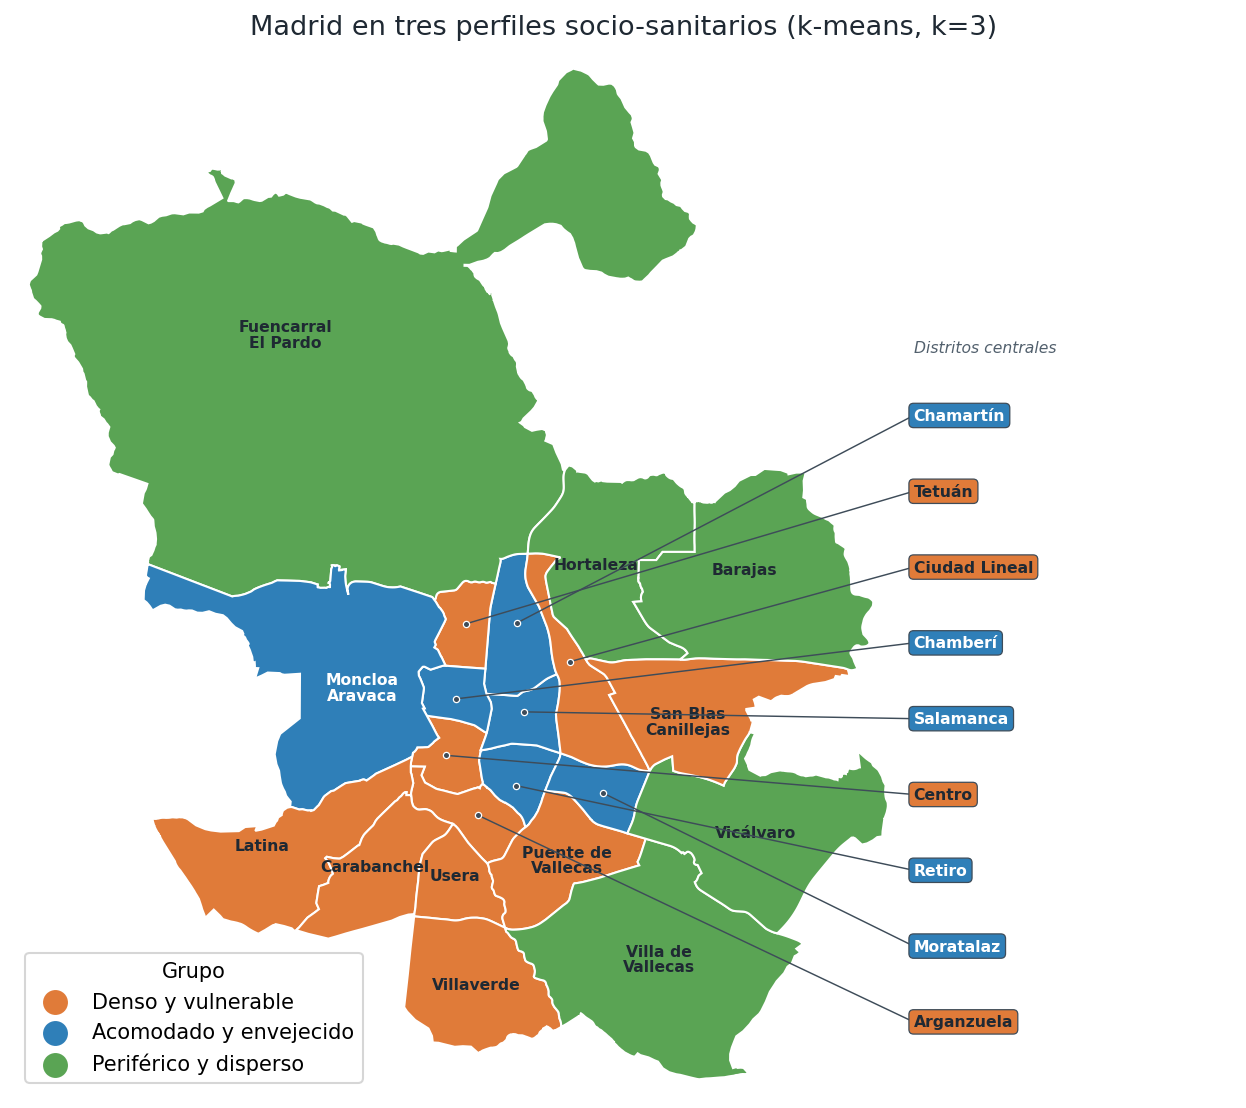 Madrid en tres perfiles socio-sanitarios (k-means, k=3)
Fuencarral
El Pardo
Distritos centrales
Chamartín
Tetuán
Hortaleza
Barajas
Ciudad Lineal
Chamberí
Moncloa
Aravaca
San Blas
Canillejas
Salamanca
Centro
Vicálvaro
Latina
Carabanchel
Usera
Puente de
Vallecas
Retiro
Villa de
Vallecas
Moratalaz
Villaverde
Arganzuela
Grupo
Denso y vulnerable
Acomodado y envejecido
Periférico y disperso